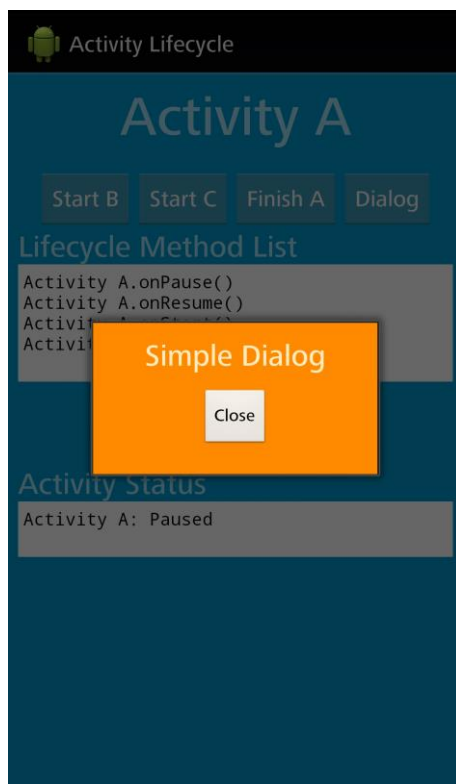 Activity Lifecycle
Activity A
Start B Start C Finish A Dialog
Lifecycle Method List
Activity A.onPause()
Activity A.onResume()
Simple Dialog
Close
Activity Status
Activity A: Paused